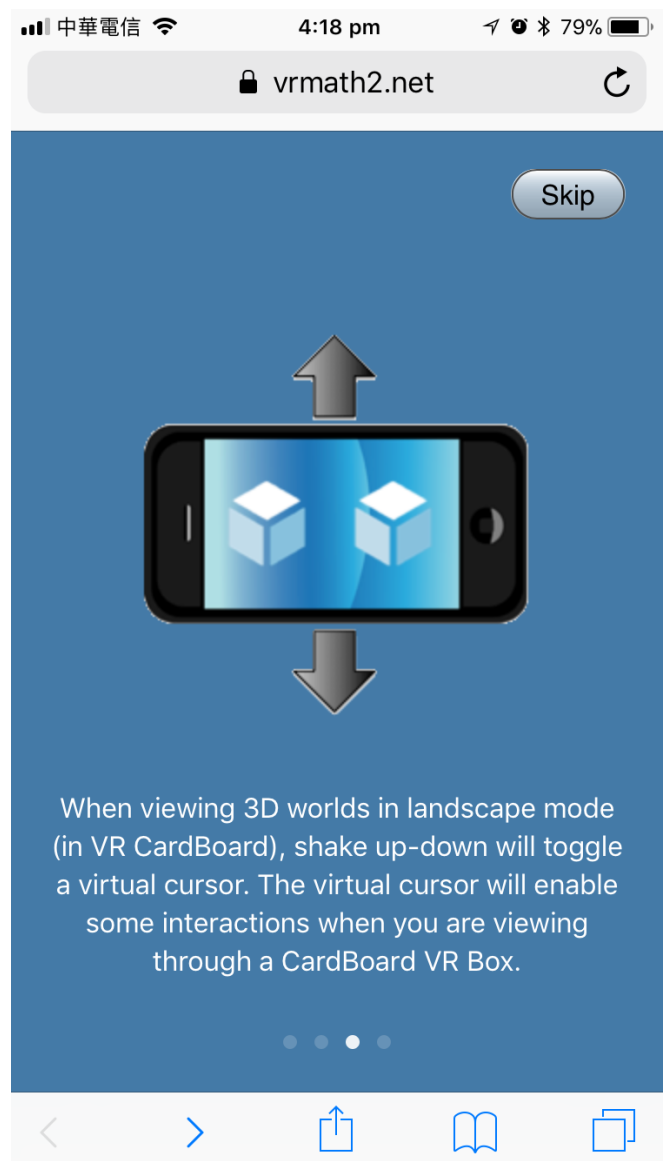 中華電信 4:18 pm 79%
vrmath2.net
Skip
When viewing 3D worlds in landscape mode
(in VR CardBoard), shake up-down will toggle
a virtual cursor. The virtual cursor will enable
some interactions when you are viewing
through a CardBoard VR Box.